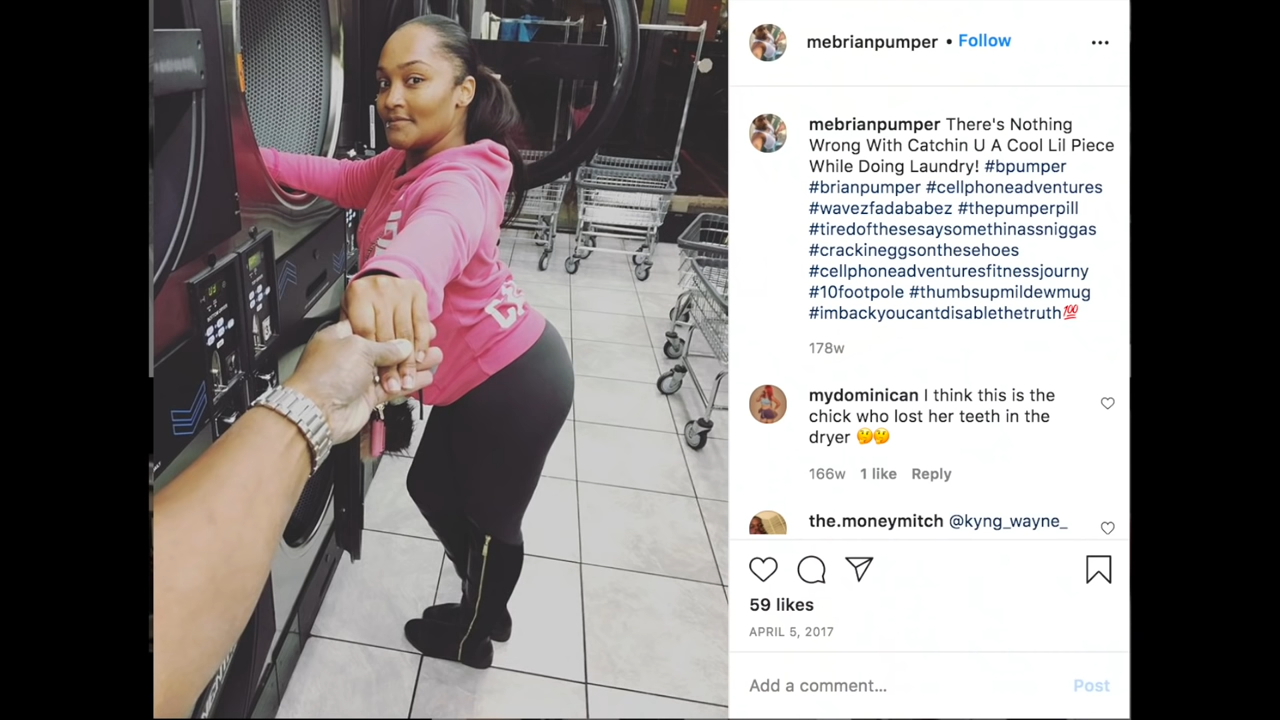 mebrianpumper • Follow
mebrianpumper There's Nothing
Wrong With Catchin U A Cool Lil Piece
While Doing Laundry! #bpumper
#brianpumper #cellphoneadventures
#wavezfadababez #thepumperpill
#tiredofthesesaysomethinassniggas
#crackineggsonthesehoes
#cellphoneadventuresfitnessjourny
#10footpole #thumbsupmildewmug
#imbackyoucantdisablethetruth💯
178w
mydominican I think this is the
chick who lost her teeth in the
dryer 🤔🤔
166w 1 like Reply
the.moneymitch @kyng_wayne_
59 likes
APRIL 5, 2017
Add a comment... Post